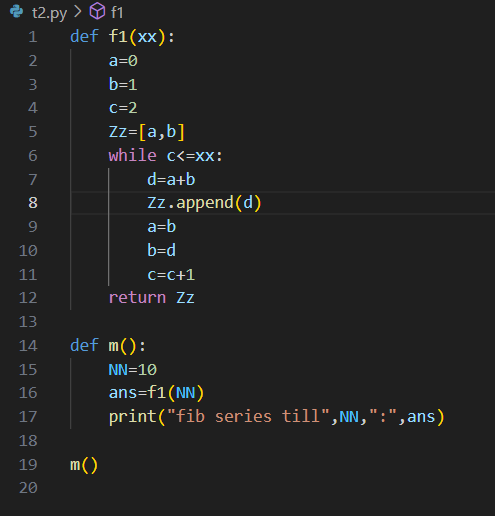 t2.py > f1
1 def f1(xx):
2     a=0
3     b=1
4     c=2
5     Zz=[a,b]
6     while c<=xx:
7         d=a+b
8         Zz.append(d)
9         a=b
10         b=d
11         c=c+1
12     return Zz
13
14 def m():
15     NN=10
16     ans=f1(NN)
17     print("fib series till",NN,":",ans)
18
19 m()
20